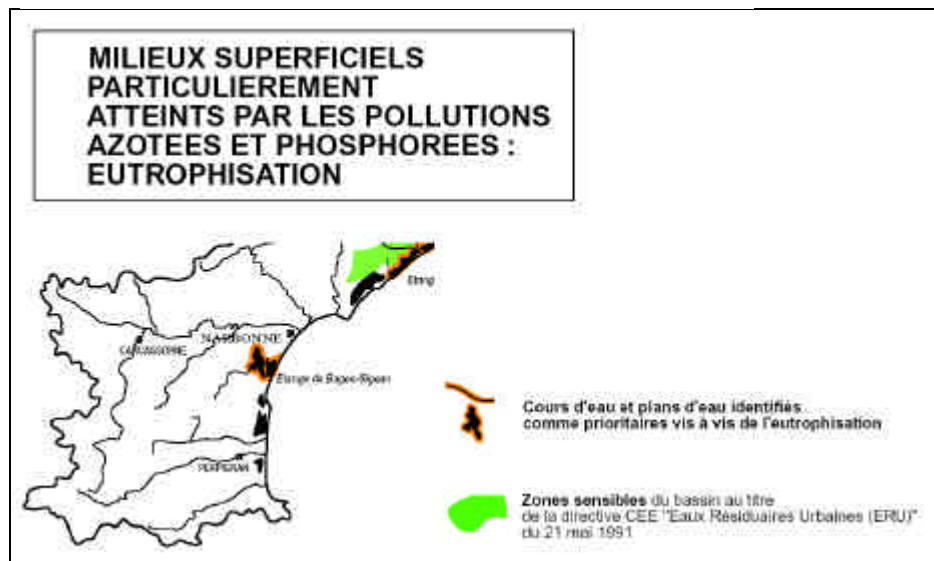 MILIEUX SUPERFICIELS
PARTICULIEREMENT
ATTEINTS PAR LES POLLUTIONS
AZOTEES ET PHOSPHOREES :
EUTROPHISATION
Etang
NARBONNE
CARCASSONNE
Etangs de Bages-Sigean
PERPIGNAN
Cours d'eau et plans d'eau identifiés
comme prioritaires vis à vis de l'eutrophisation
Zones sensibles du bassin au titre
de la directive CEE "Eaux Résiduaires Urbaines (ERU)"
du 21 mai 1991